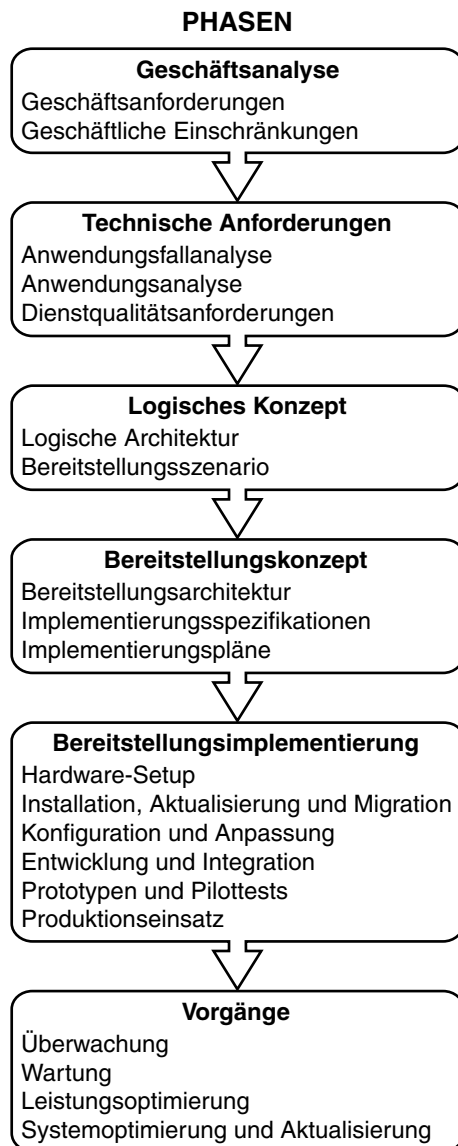 PHASEN
Geschäftsanalyse
Geschäftsanforderungen
Geschäftliche Einschränkungen
Technische Anforderungen
Anwendungsfallanalyse
Anwendungsanalyse
Dienstqualitätsanforderungen
Logisches Konzept
Logische Architektur
Bereitstellungsszenario
Bereitstellungskonzept
Bereitstellungsarchitektur
Implementierungsspezifikationen
Implementierungspläne
Bereitstellungsimplementierung
Hardware-Setup
Installation, Aktualisierung und Migration
Konfiguration und Anpassung
Entwicklung und Integration
Prototypen und Pilottests
Produktionseinsatz
Vorgänge
Überwachung
Wartung
Leistungsoptimierung
Systemoptimierung und Aktualisierung